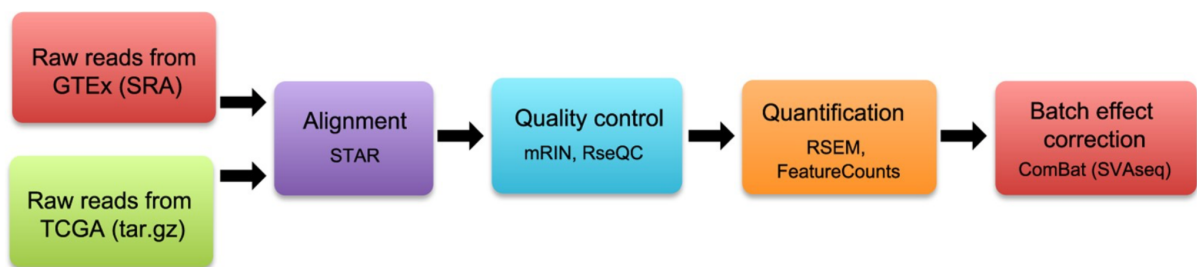 Raw reads from
GTEx (SRA)
Raw reads from
TCGA (tar.gz)
Alignment
STAR
Quality control
mRIN, RseQC
Quantification
RSEM,
FeatureCounts
Batch effect
correction
ComBat (SVAseq)